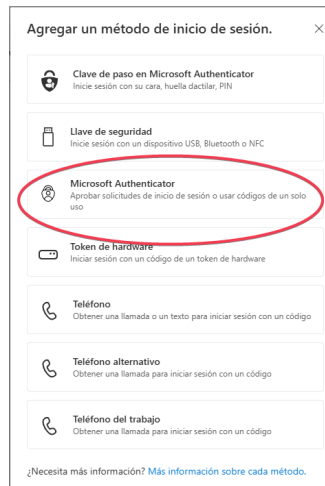 Agregar un método de inicio de sesión.
Clave de paso en Microsoft Authenticator
Inicie sesión con su cara, huella dactilar, PIN
Llave de seguridad
Inicie sesión con un dispositivo USB, Bluetooth o NFC
Microsoft Authenticator
Aprobar solicitudes de inicio de sesión o usar códigos de un solo
uso
Token de hardware
Iniciar sesión con un código de un token de hardware
Teléfono
Obtener una llamada o un texto para iniciar sesión con un código
Teléfono alternativo
Obtener una llamada para iniciar sesión con un código
Teléfono del trabajo
Obtener una llamada para iniciar sesión con un código
¿Necesita más información? Más información sobre cada método.